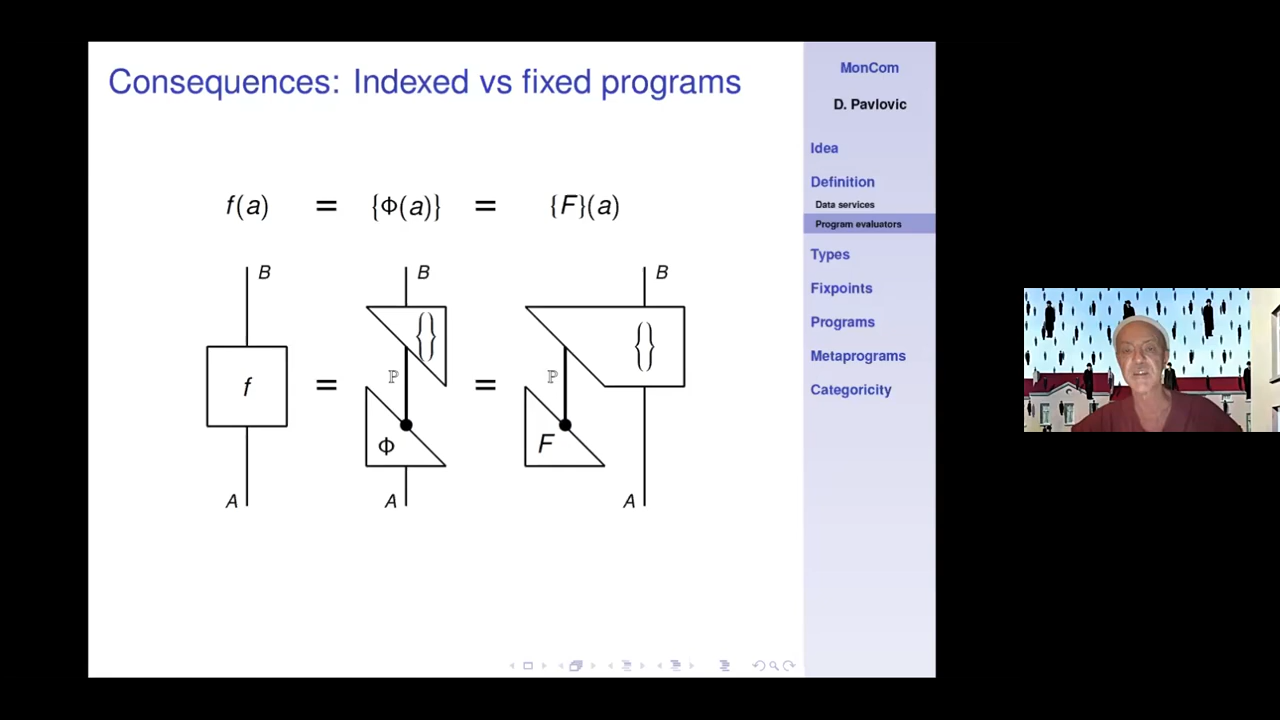 Consequences: Indexed vs fixed programs
f(a) = {Φ(a)} = {F}(a)
B B B
{} {}
f = ℙ = ℙ
Φ F
A A A
MonCom
D. Pavlovic
Idea
Definition
Data services
Program evaluators
Types
Fixpoints
Programs
Metaprograms
Categoricity